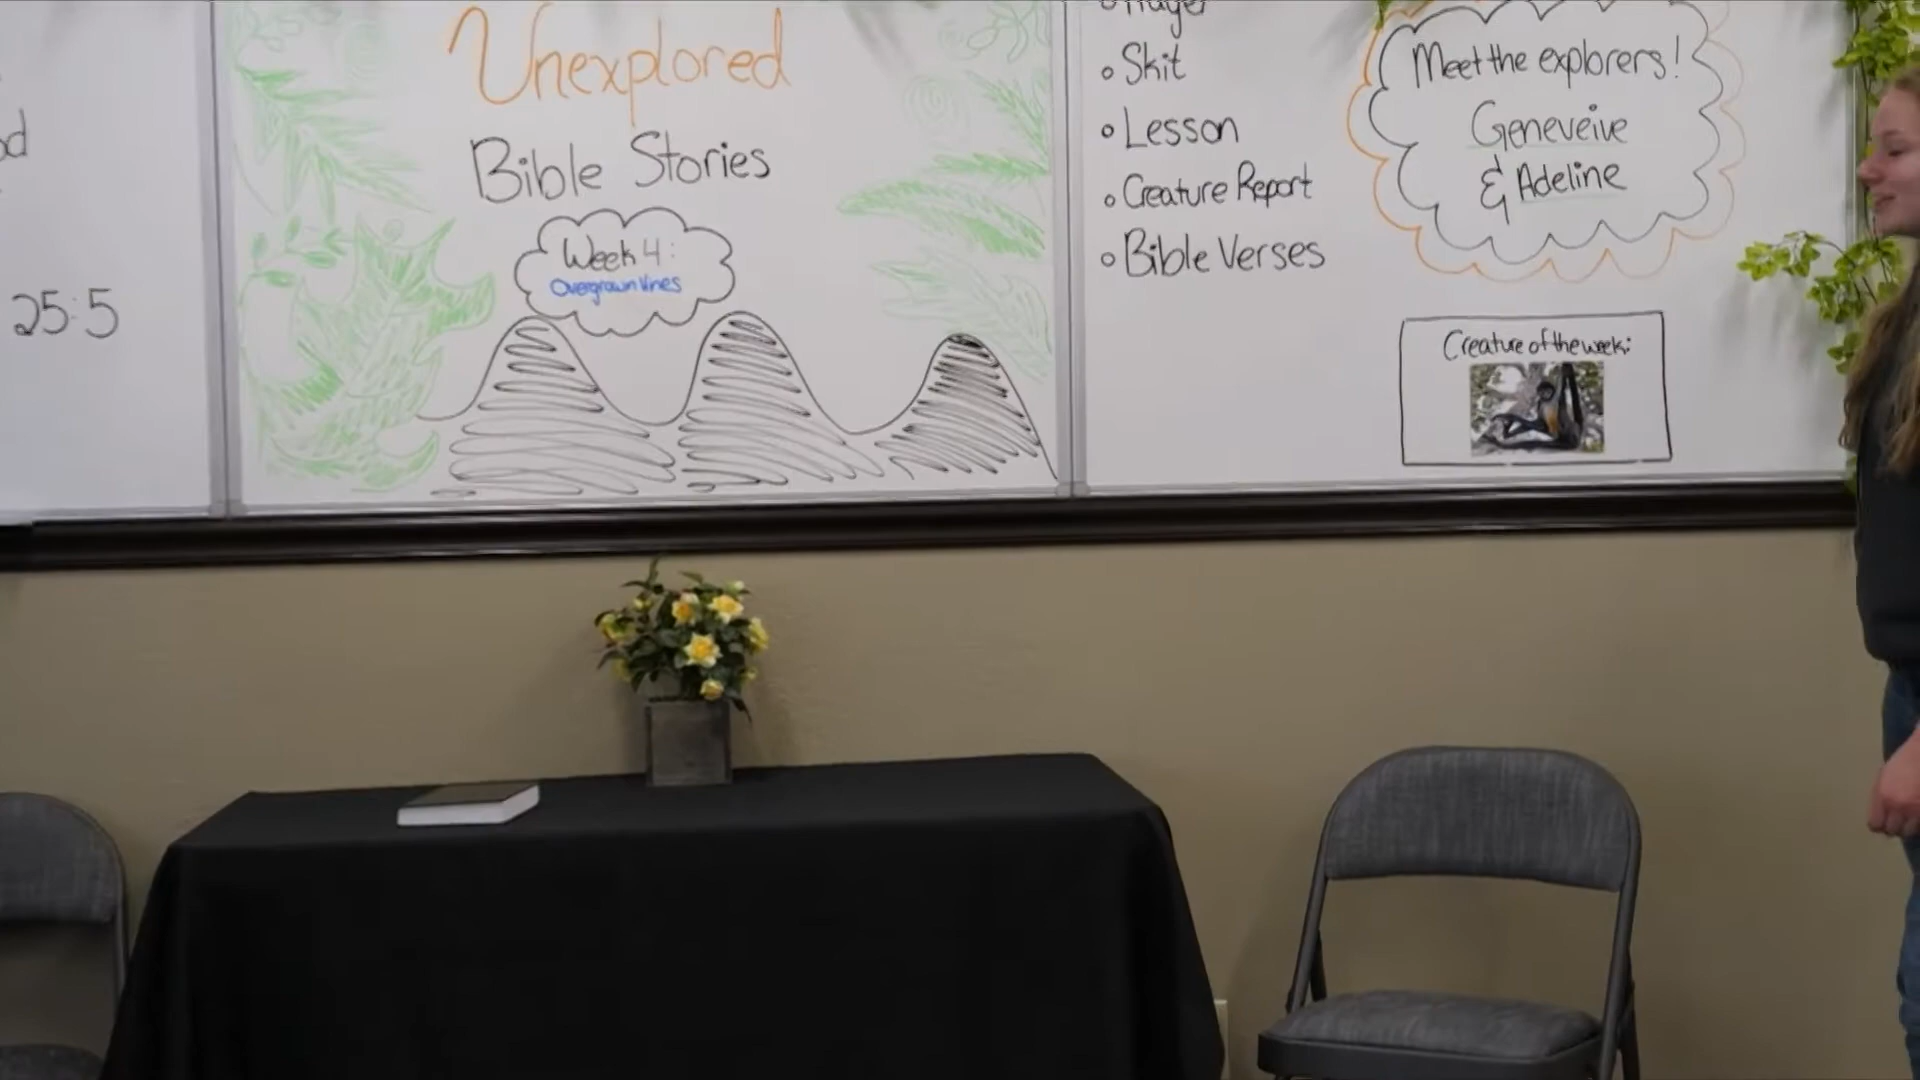 25:5
Unexplored
Bible Stories
Week 4:
Overgrown Vines
Skit
Lesson
Creature Report
Bible Verses
Meet the explorers!
Geneveive
& Adeline
Creature of the week: